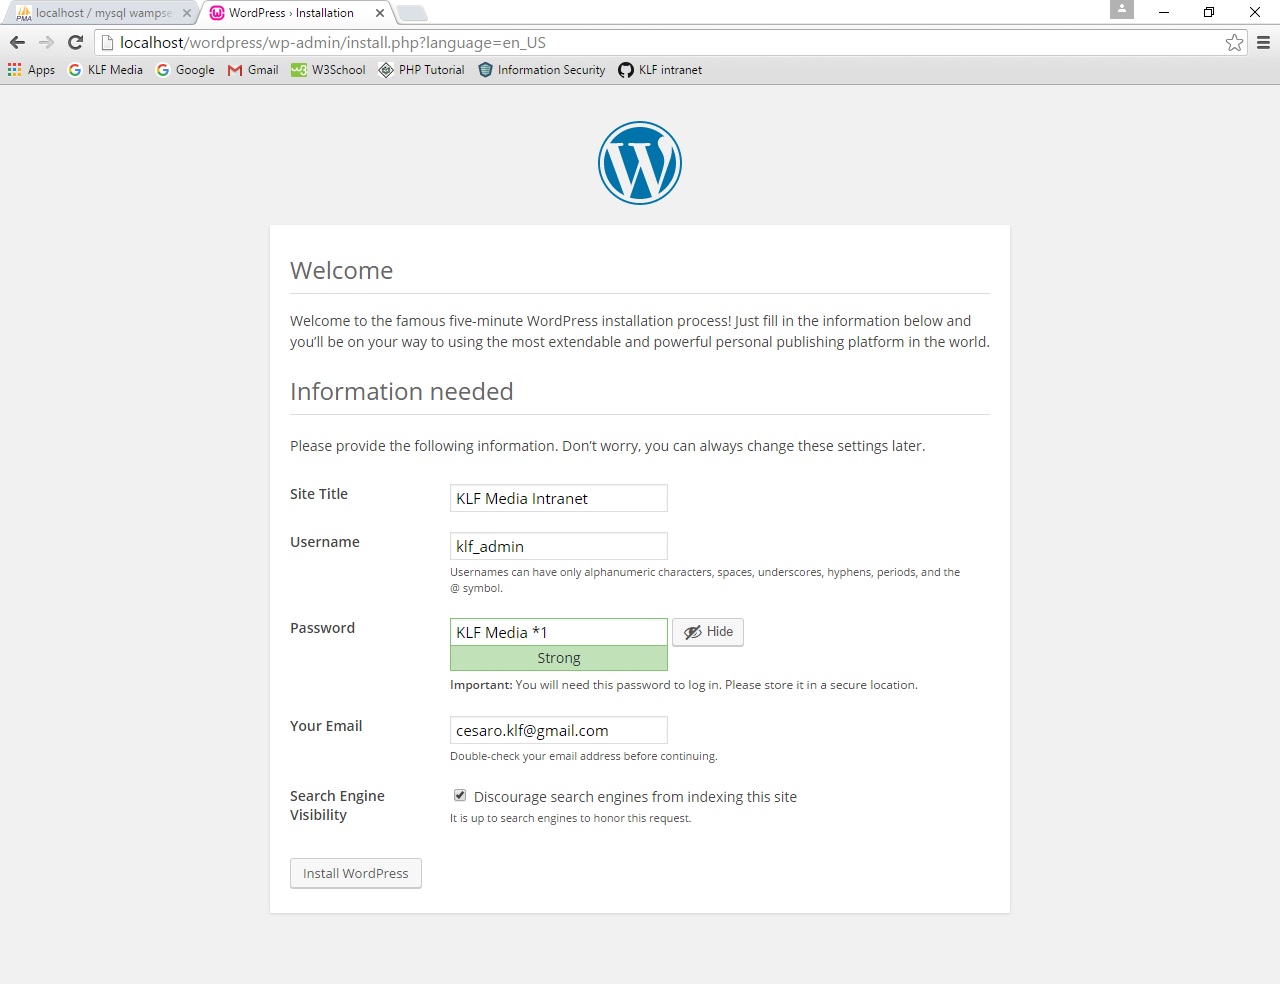 PMA localhost / mysql wampse
WordPress › Installation
localhost/wordpress/wp-admin/install.php?language=en_US
Apps KLF Media Google Gmail W3School PHP Tutorial Information Security KLF intranet
Welcome
Welcome to the famous five-minute WordPress installation process! Just fill in the information below and
you’ll be on your way to using the most extendable and powerful personal publishing platform in the world.
Information needed
Please provide the following information. Don’t worry, you can always change these settings later.
Site Title KLF Media Intranet
Username klf_admin
Usernames can have only alphanumeric characters, spaces, underscores, hyphens, periods, and the
@ symbol.
Password KLF Media *1 Hide
Strong
Important: You will need this password to log in. Please store it in a secure location.
Your Email cesaro.klf@gmail.com
Double-check your email address before continuing.
Search Engine
Visibility
Discourage search engines from indexing this site
It is up to search engines to honor this request.
Install WordPress